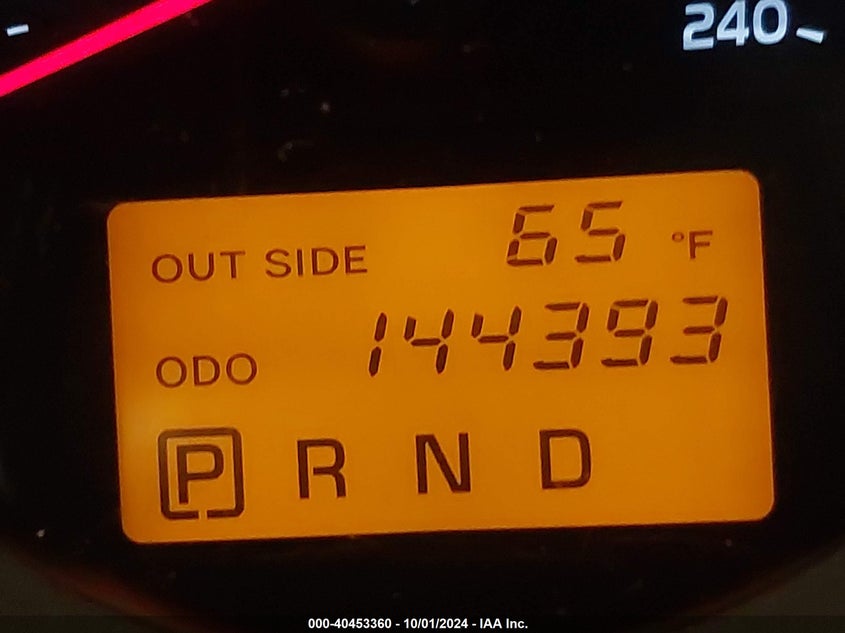 240
OUT SIDE 65 °F
ODO 144393
P R N D
000-40453360 - 10/01/2024 - IAA Inc.